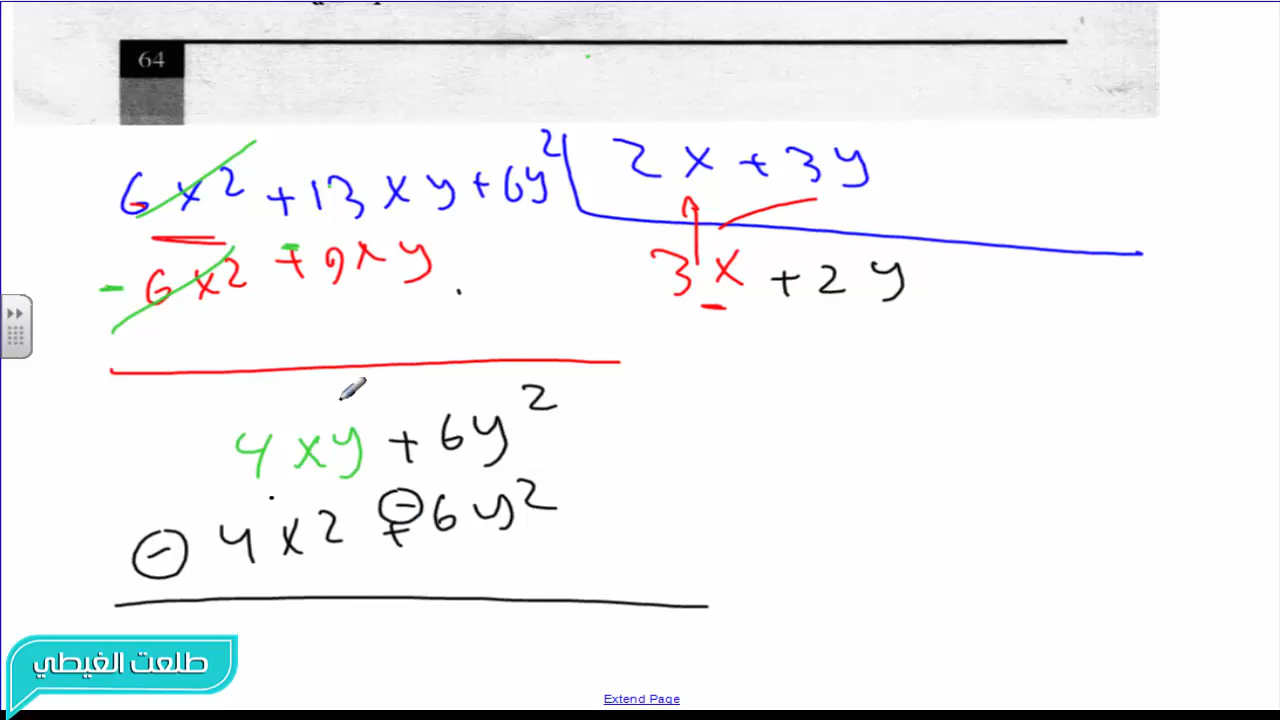 64
6x2 +13xy+6y2 2x+3y
-6x2 +9xy 3x+2y
4xy+6y2
-4x2 +-6y2
طلعت الغيطي
Extend Page